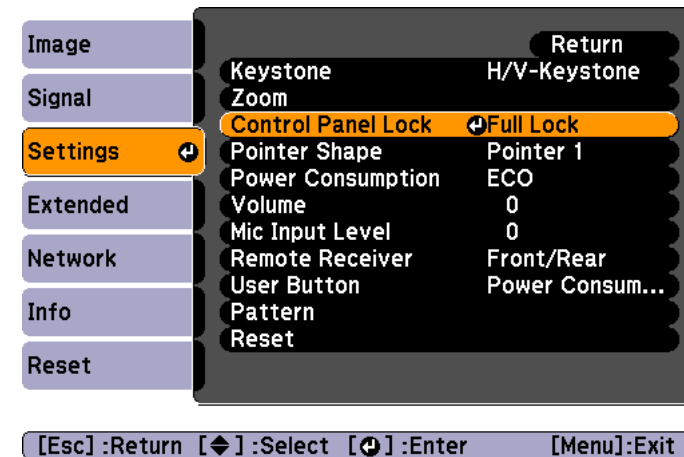 Image
Signal
Settings
Extended
Network
Info
Reset
Return
Keystone H/V-Keystone
Zoom
Control Panel Lock Full Lock
Pointer Shape Pointer 1
Power Consumption ECO
Volume 0
Mic Input Level 0
Remote Receiver Front/Rear
User Button Power Consum...
Pattern
Reset
[Esc] :Return [ ] :Select [ ] :Enter [Menu]:Exit